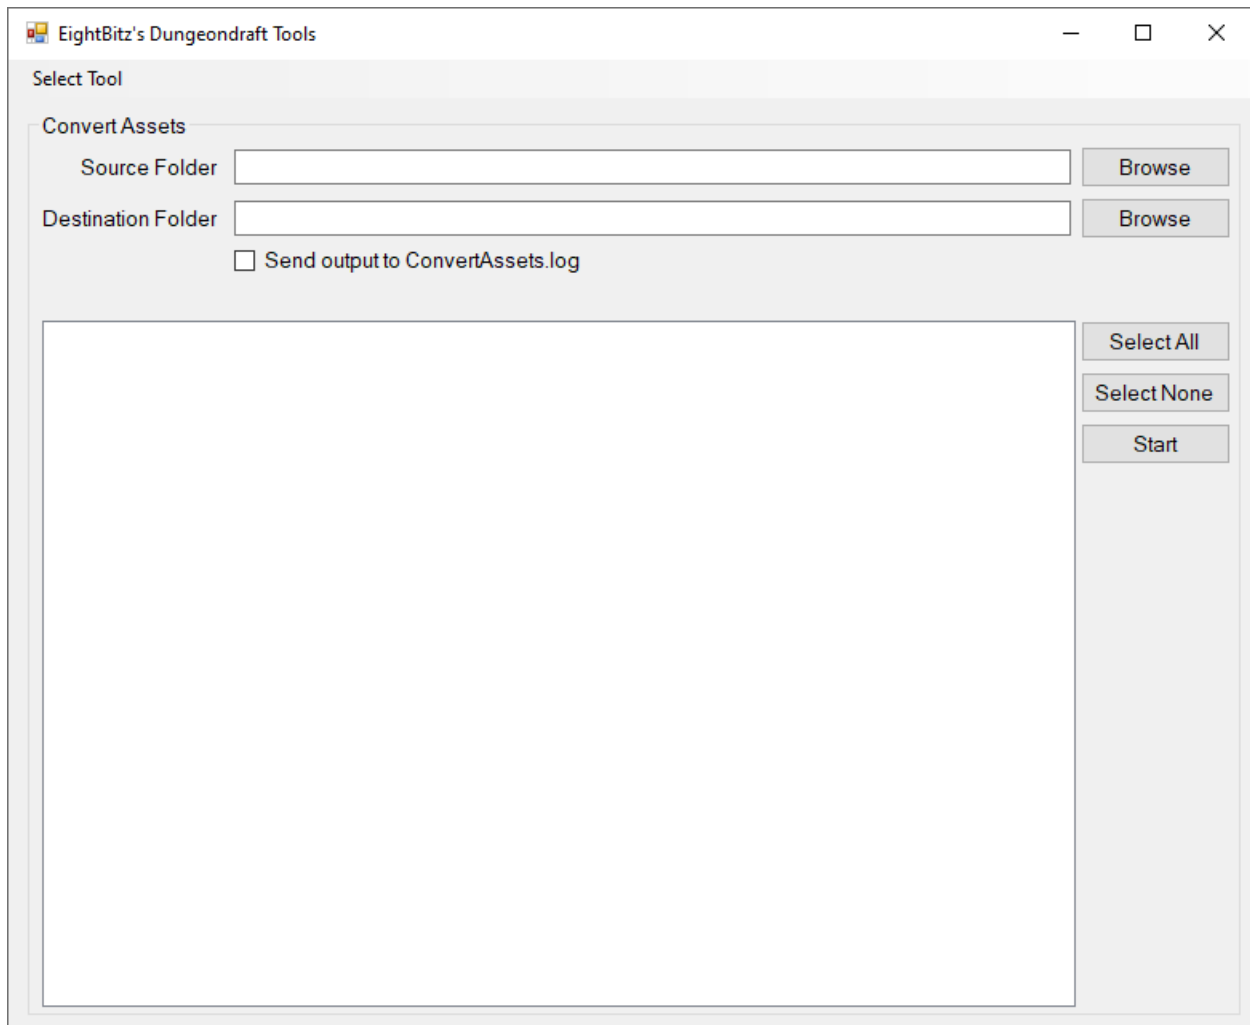 EightBitz's Dungeondraft Tools
Select Tool
Convert Assets
Source Folder Browse
Destination Folder Browse
Send output to ConvertAssets.log
Select All
Select None
Start